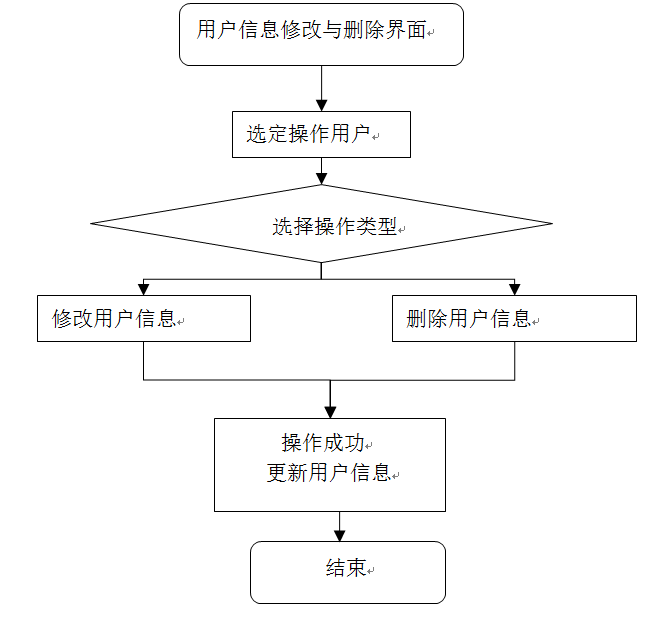 用户信息修改与删除界面
选定操作用户
选择操作类型
修改用户信息
删除用户信息
操作成功
更新用户信息
结束